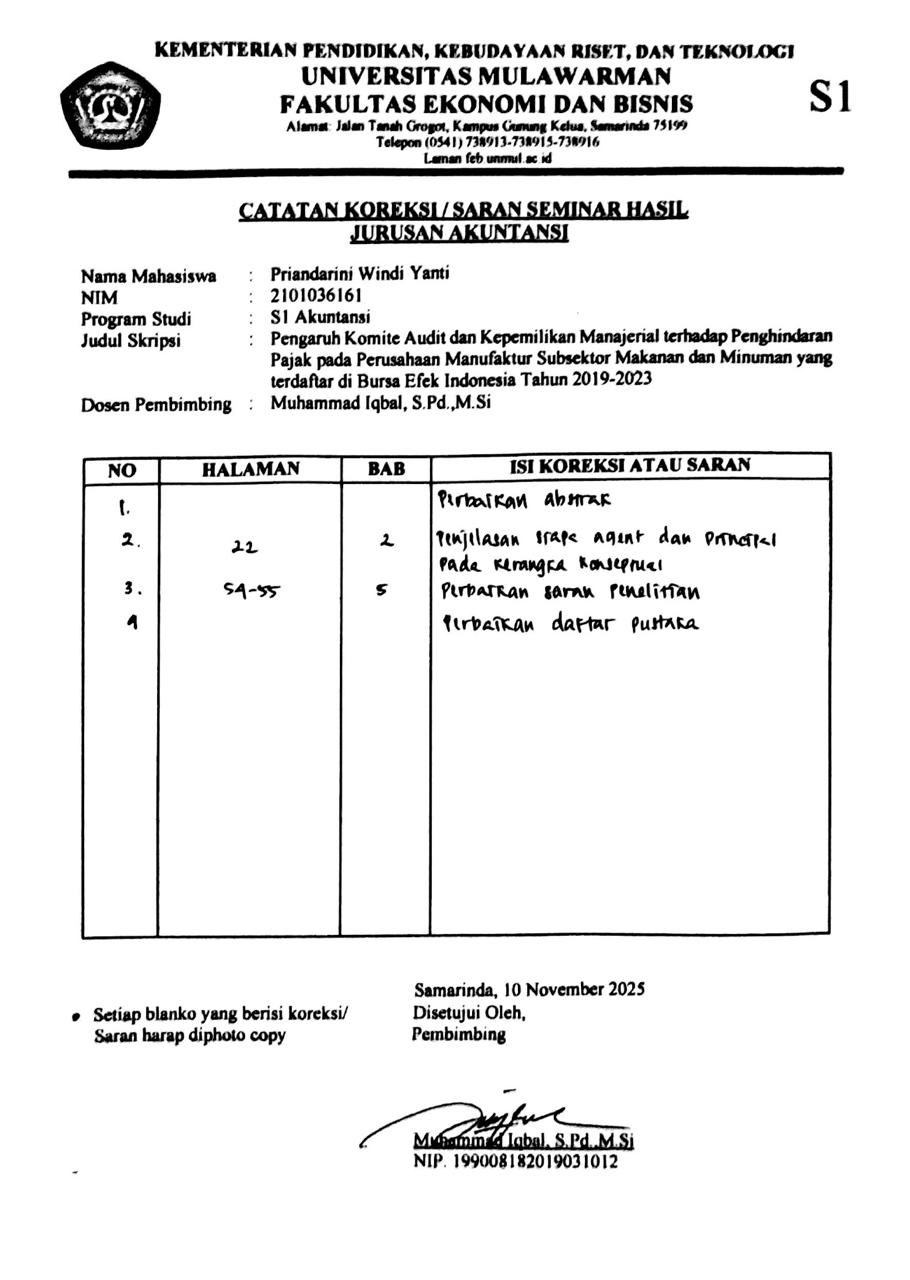 KEMENTERIAN PENDIDIKAN, KEBUDAYAAN RISET, DAN TEKNOLOGI
UNIVERSITAS MULAWARMAN
FAKULTAS EKONOMI DAN BISNIS
S1
Alamat: Jalan Tanah Grogot, Kampus Gunung Kelua, Samarinda 75199
Telepon (0541) 738913-738915-738916
Laman feb.unmul.ac.id
CATATAN KOREKSI / SARAN SEMINAR HASIL
JURUSAN AKUNTANSI
Nama Mahasiswa : Priandarini Windi Yanti
NIM : 2101036161
Program Studi : S1 Akuntansi
Judul Skripsi : Pengaruh Komite Audit dan Kepemilikan Manajerial terhadap Penghindaran
Pajak pada Perusahaan Manufaktur Subsektor Makanan dan Minuman yang
terdaftar di Bursa Efek Indonesia Tahun 2019-2023
Dosen Pembimbing : Muhammad Iqbal, S.Pd.,M.Si
NO HALAMAN BAB ISI KOREKSI ATAU SARAN
1. Perbaikan abstrak
2. 22 2 Penjelasan siapa agent dan principal
pada kerangka konseptual
3. 54-55 5 Perbaikan saran penelitian
4 Perbaikan daftar pustaka
Samarinda, 10 November 2025
• Setiap blanko yang berisi koreksi/ Disetujui Oleh,
Saran harap diphoto copy Pembimbing
Muhammad Iqbal, S.Pd.,M.Si
NIP. 199008182019031012